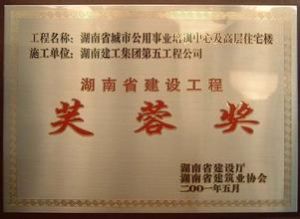 工程名称：湖南省城市公用事业培训中心及高层住宅楼
施工单位：湖南建工集团第五工程公司
湖南省建设工程
芙蓉奖
湖南省建设厅
湖南省建筑业协会
二00一年五月